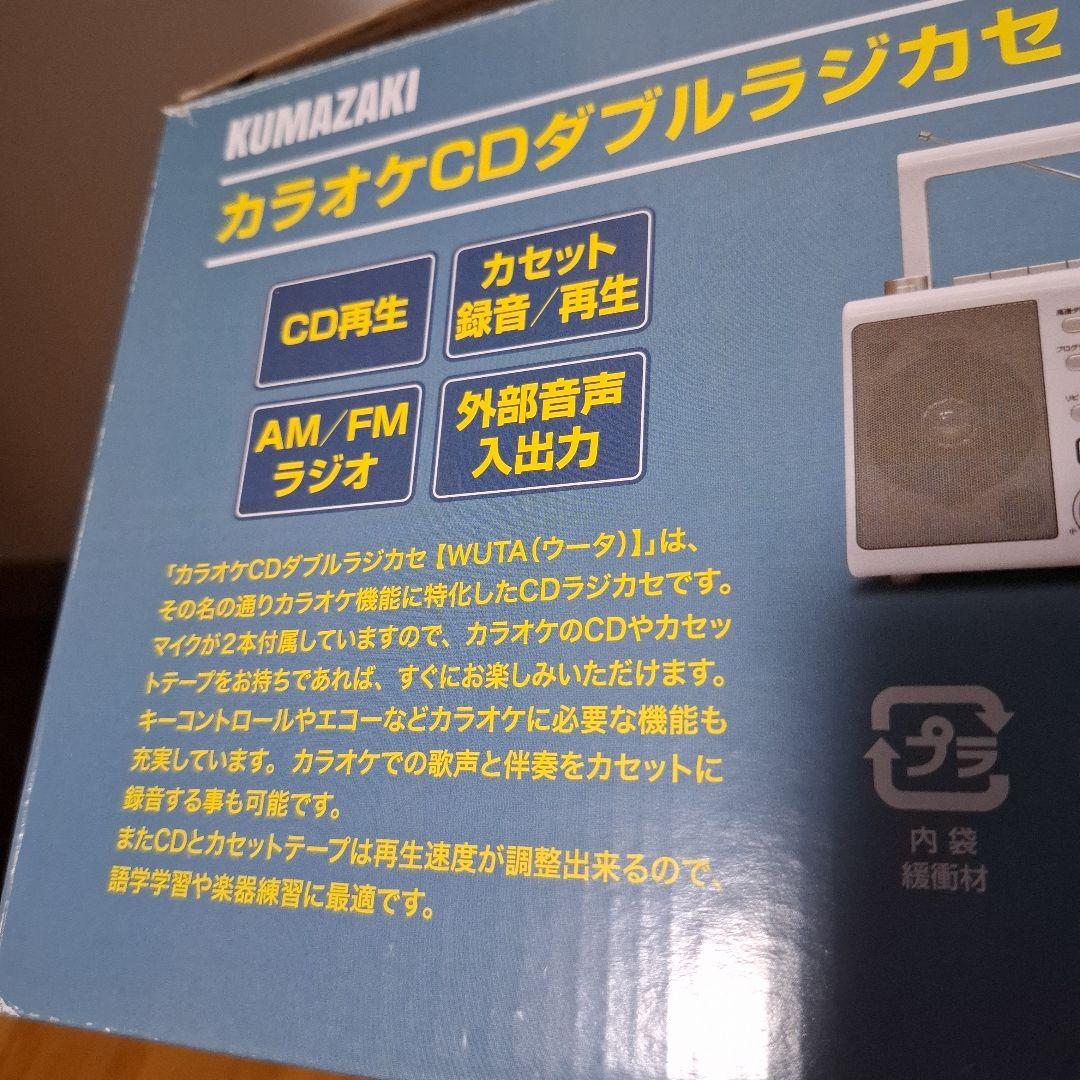 KUMAZAKI
カラオケCDダブルラジカセ
CD再生
カセット
録音/再生
AM/FM
ラジオ
外部音声
入出力
「カラオケCDダブルラジカセ【WUTA(ウータ)】」は、
その名の通りカラオケ機能に特化したCDラジカセです。
マイクが2本付属していますので、カラオケのCDやカセッ
トテープをお持ちであれば、すぐにお楽しみいただけます。
キーコントロールやエコーなどカラオケに必要な機能も
充実しています。カラオケでの歌声と伴奏をカセットに
録音する事も可能です。
またCDとカセットテープは再生速度が調整出来るので、
語学学習や楽器練習に最適です。
プラ
内袋
緩衝材